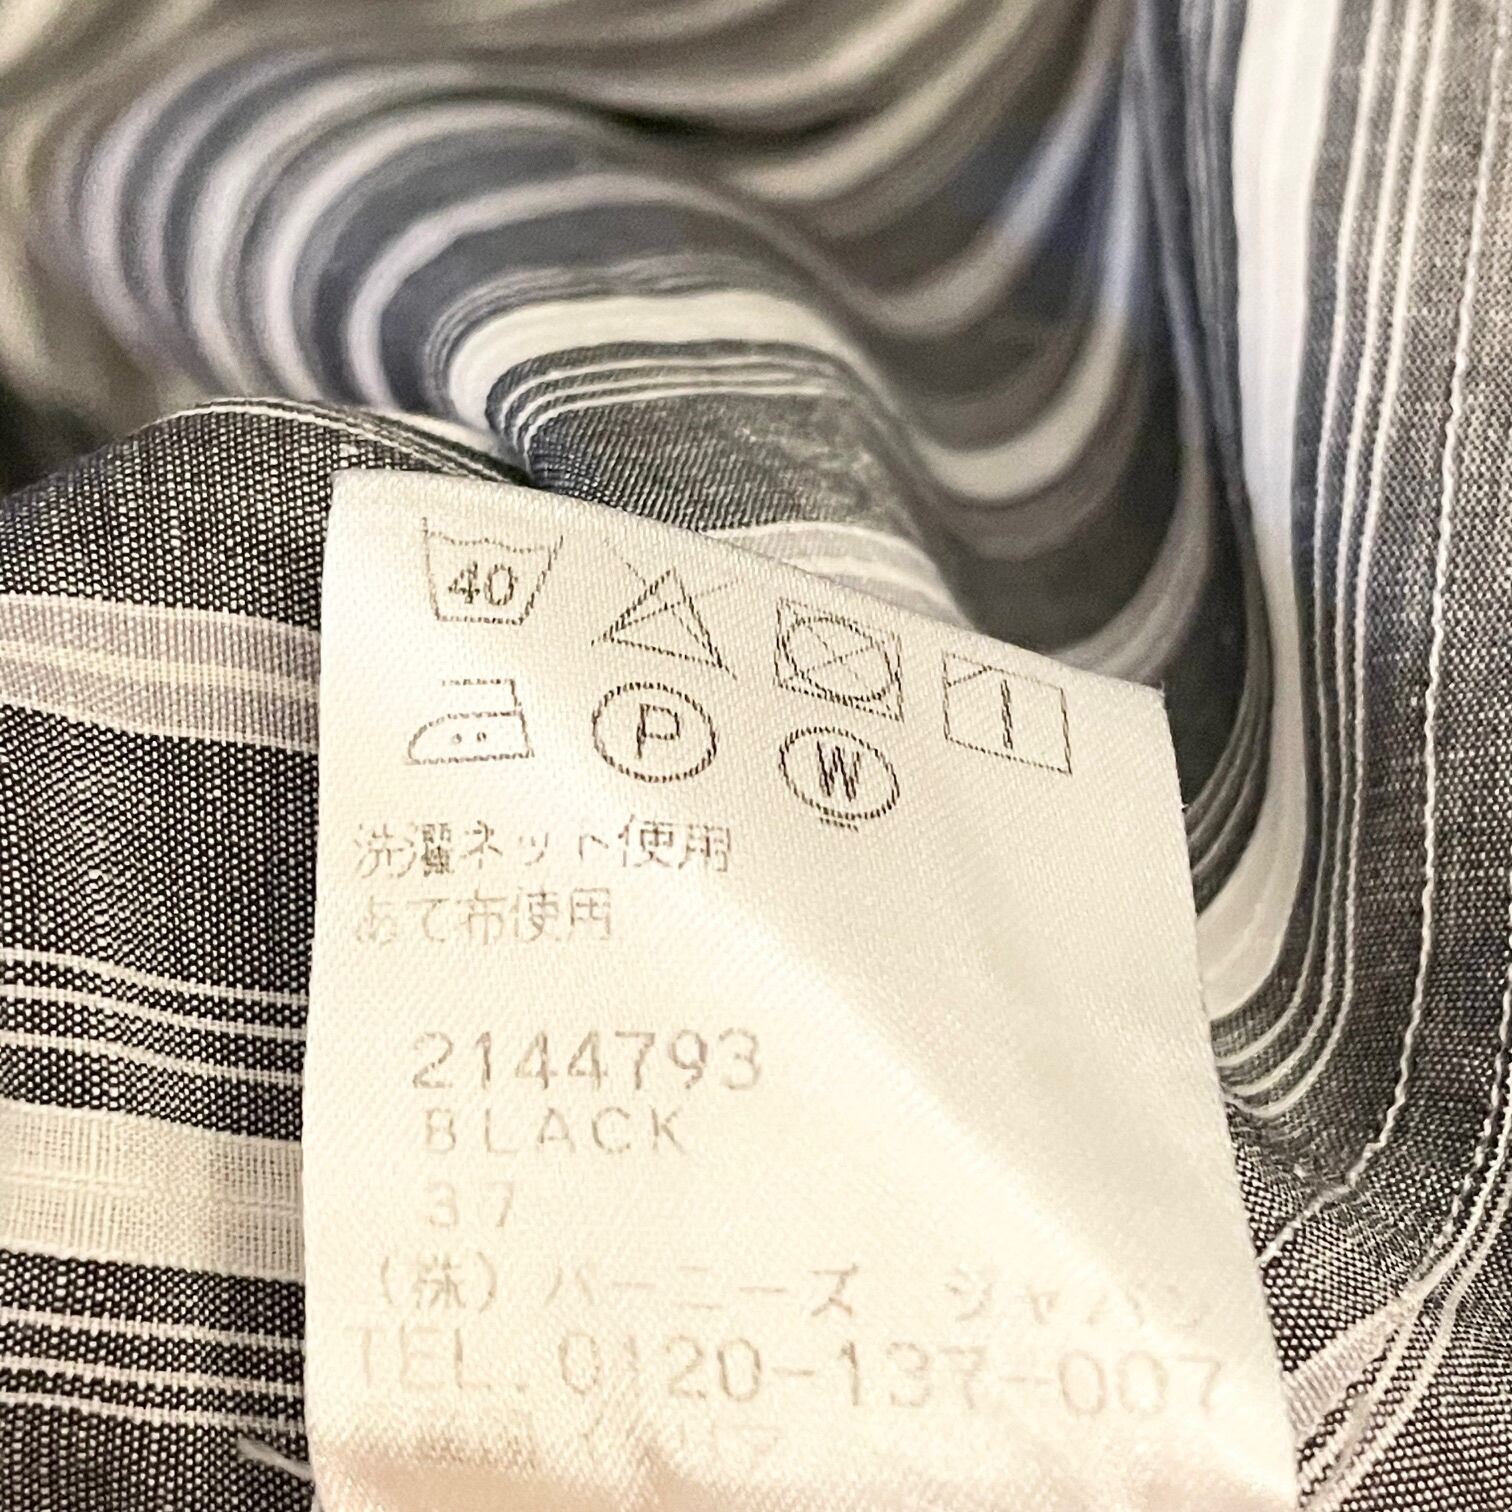 40
P
W
洗濯ネット使用
あて布使用
2144793
BLACK
37
(株) バーニーズ ジャパン
TEL.0120-137-007